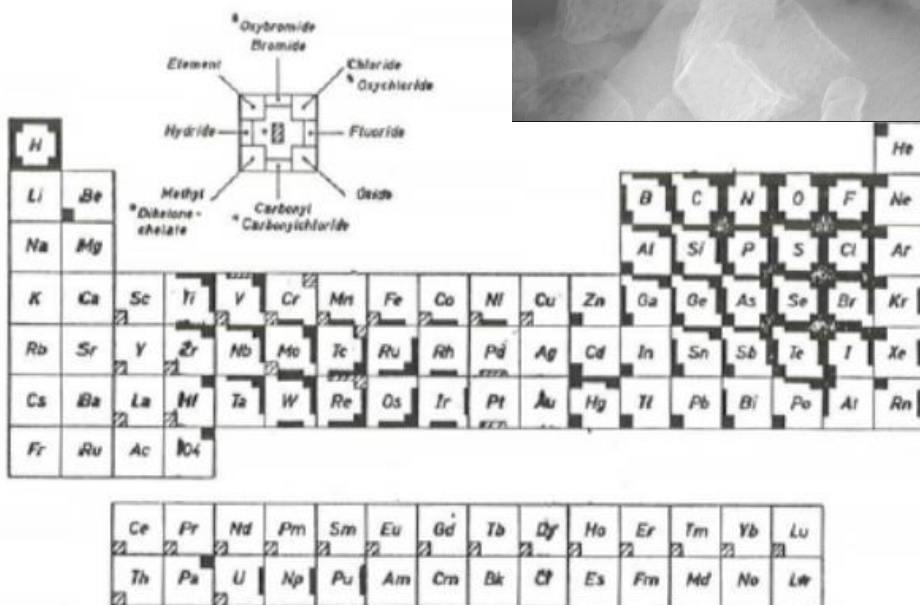 * Oxybromide
Bromide
Element
Chloride
* Oxychloride
Hydride
Fluoride
Methyl
* Diketone-
chelate
Carbonyl
* Carbonylchloride
Oxide
H He
Li Be B C N O F Ne
Na Mg Al Si P S Cl Ar
K Ca Sc Ti V Cr Mn Fe Co Ni Cu Zn Ga Ge As Se Br Kr
Rb Sr Y Zr Nb Mo Tc Ru Rh Pd Ag Cd In Sn Sb Te I Xe
Cs Ba La Hf Ta W Re Os Ir Pt Au Hg Tl Pb Bi Po At Rn
Fr Ru Ac 104
Ce Pr Nd Pm Sm Eu Gd Tb Dy Ho Er Tm Yb Lu
Th Pa U Np Pu Am Cm Bk Cf Es Fm Md No Lw